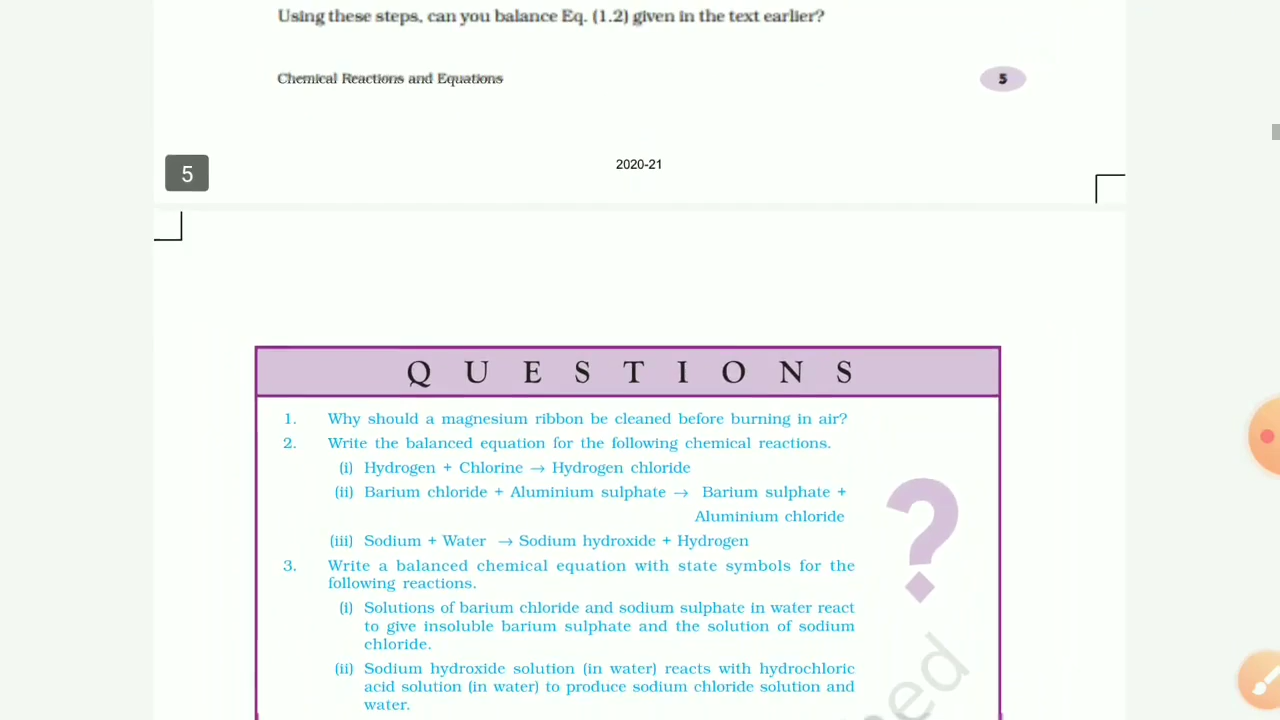 Using these steps, can you balance Eq. (1.2) given in the text earlier?
Chemical Reactions and Equations
5
5
2020-21
Q U E S T I O N S
1. Why should a magnesium ribbon be cleaned before burning in air?
2. Write the balanced equation for the following chemical reactions.
(i) Hydrogen + Chlorine → Hydrogen chloride
(ii) Barium chloride + Aluminium sulphate → Barium sulphate +
Aluminium chloride
(iii) Sodium + Water → Sodium hydroxide + Hydrogen
3. Write a balanced chemical equation with state symbols for the
following reactions.
(i) Solutions of barium chloride and sodium sulphate in water react
to give insoluble barium sulphate and the solution of sodium
chloride.
(ii) Sodium hydroxide solution (in water) reacts with hydrochloric
acid solution (in water) to produce sodium chloride solution and
water.
?